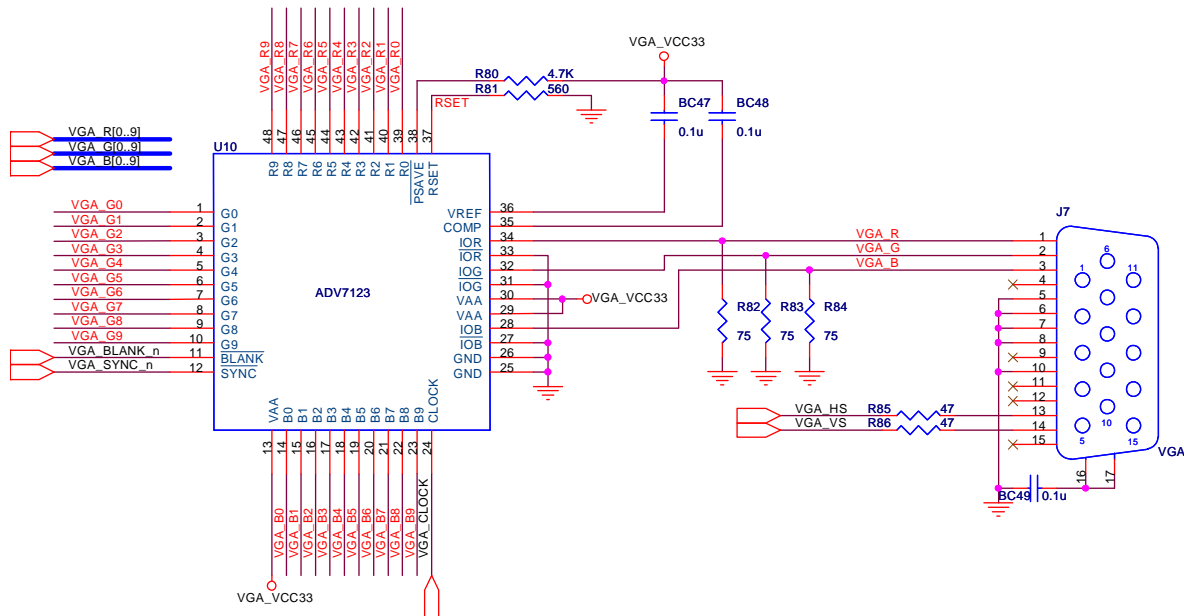 VGA_R9
VGA_R8
VGA_R7
VGA_R6
VGA_R5
VGA_R4
VGA_R3
VGA_R2
VGA_R1
VGA_R0
VGA_VCC33
R80 4.7K
R81 560
RSET
BC47
0.1u
BC48
0.1u
VGA_R[0..9]
VGA_G[0..9]
VGA_B[0..9]
48
47
46
45
44
43
42
41
40
39
38
37
U10
R9
R8
R7
R6
R5
R4
R3
R2
R1
R0
PSAVE
RSET
VGA_G0 1 G0
VGA_G1 2 G1
VGA_G2 3 G2
VGA_G3 4 G3
VGA_G4 5 G4
VGA_G5 6 G5
VGA_G6 7 G6
VGA_G7 8 G7
VGA_G8 9 G8
VGA_G9 10 G9
VGA_BLANK_n 11 BLANK
VGA_SYNC_n 12 SYNC
ADV7123
VREF 36
COMP 35
IOR 34
IOR 33
IOG 32
IOG 31
VAA 30
VAA 29
IOB 28
IOB 27
GND 26
GND 25
VGA_VCC33
VGA_R
VGA_G
VGA_B
R82
75
R83
75
R84
75
VAA
B0
B1
B2
B3
B4
B5
B6
B7
B8
B9
CLOCK
13
14
15
16
17
18
19
20
21
22
23
24
VGA_B0
VGA_B1
VGA_B2
VGA_B3
VGA_B4
VGA_B5
VGA_B6
VGA_B7
VGA_B8
VGA_B9
VGA_CLOCK
VGA_VCC33
J7
1
2
3
4
5
6
7
8
9
10
11
12
13
14
15
6
1
11
10
5
15
VGA_HS R85 47
VGA_VS R86 47
VGA
16
17
BC49 0.1u